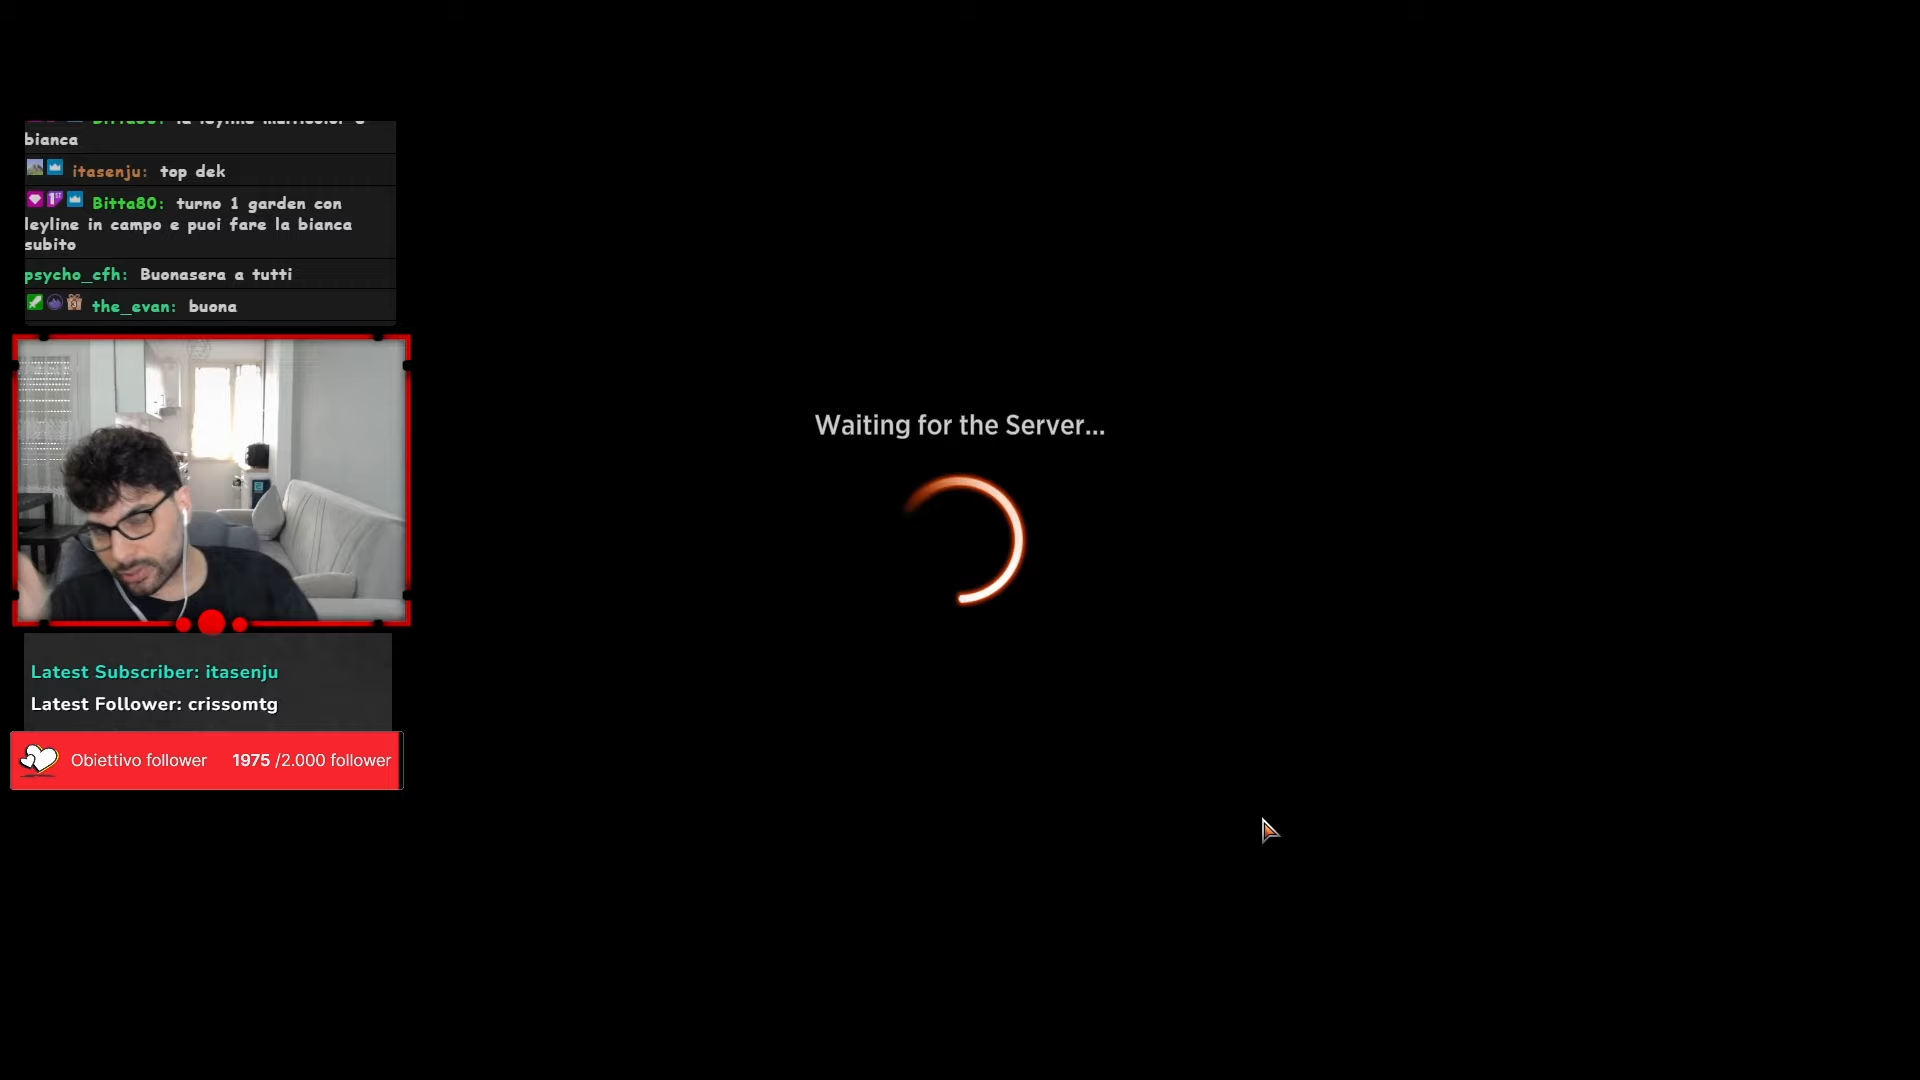 bianca
itasenju: top dek
Bitta80: turno 1 garden con
leyline in campo e puoi fare la bianca
subito
psycho_cfh: Buonasera a tutti
the_evan: buona
Waiting for the Server...
Latest Subscriber: itasenju
Latest Follower: crissomtg
Obiettivo follower 1975 /2.000 follower